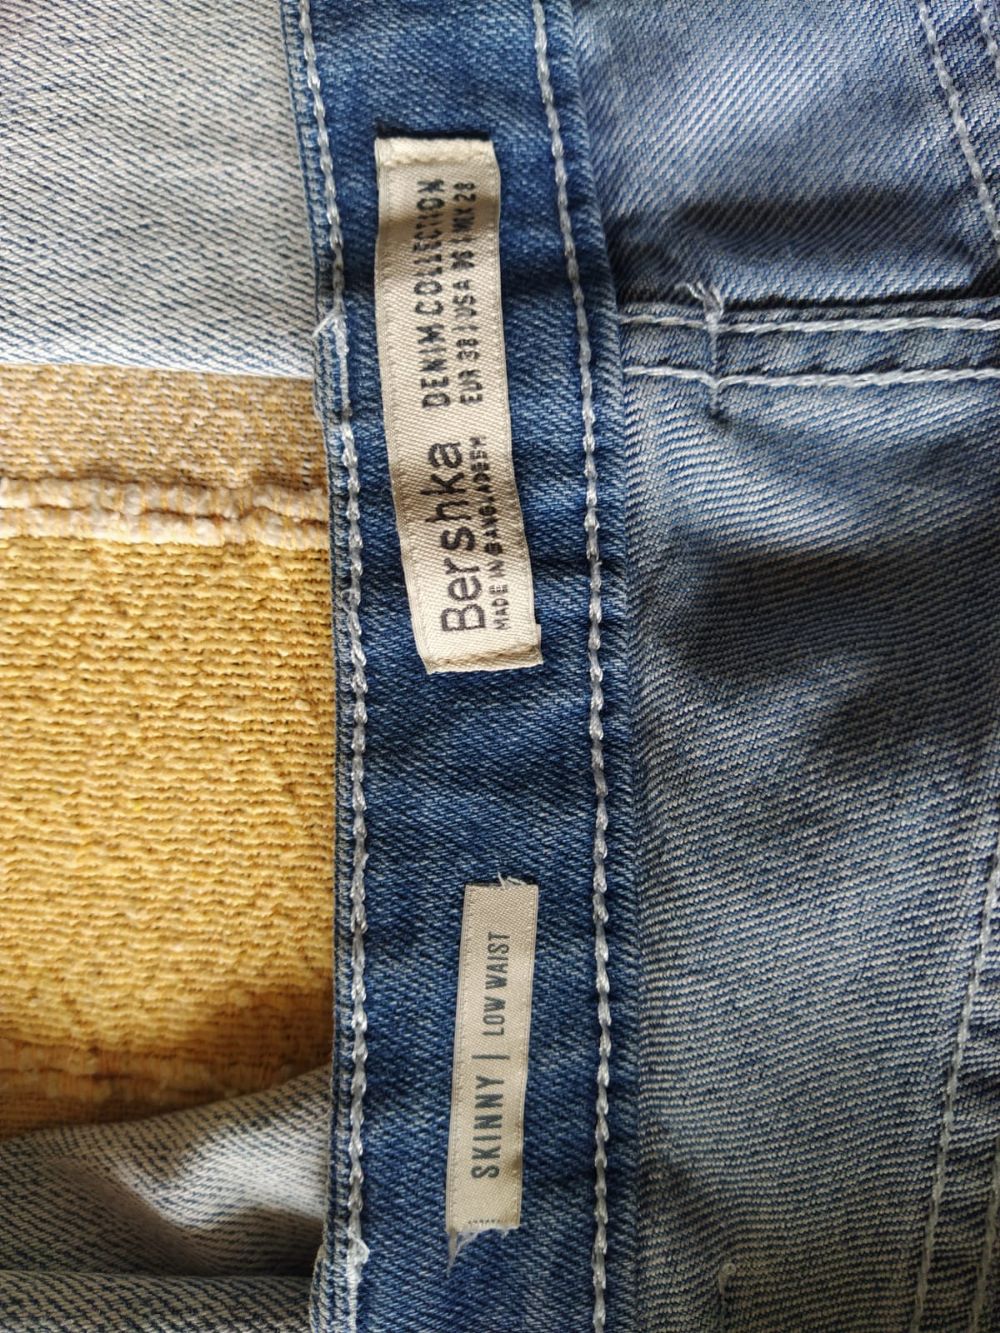 Bershka
DENIM COLLECTION
EUR 38 | USA 06 | MEX 28
MADE IN BANGLADESH
SKINNY | LOW WAIST